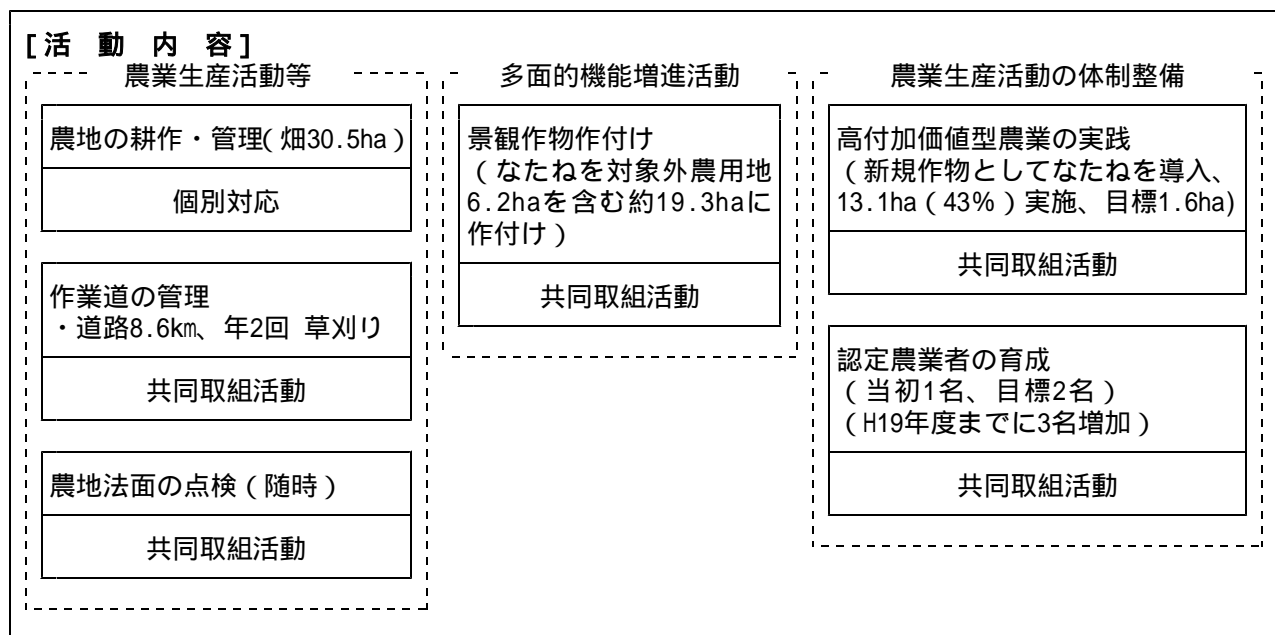 [活 動 内 容]
農業生産活動等
農地の耕作・管理(畑30.5ha)
個別対応
作業道の管理
・道路8.6㎞、年2回 草刈り
共同取組活動
農地法面の点検(随時)
共同取組活動
多面的機能増進活動
景観作物作付け
(なたねを対象外農用地
6.2haを含む約19.3haに
作付け)
共同取組活動
農業生産活動の体制整備
高付加価値型農業の実践
(新規作物としてなたねを導入、
13.1ha(43%)実施、目標1.6ha)
共同取組活動
認定農業者の育成
(当初1名、目標2名)
(H19年度までに3名増加)
共同取組活動